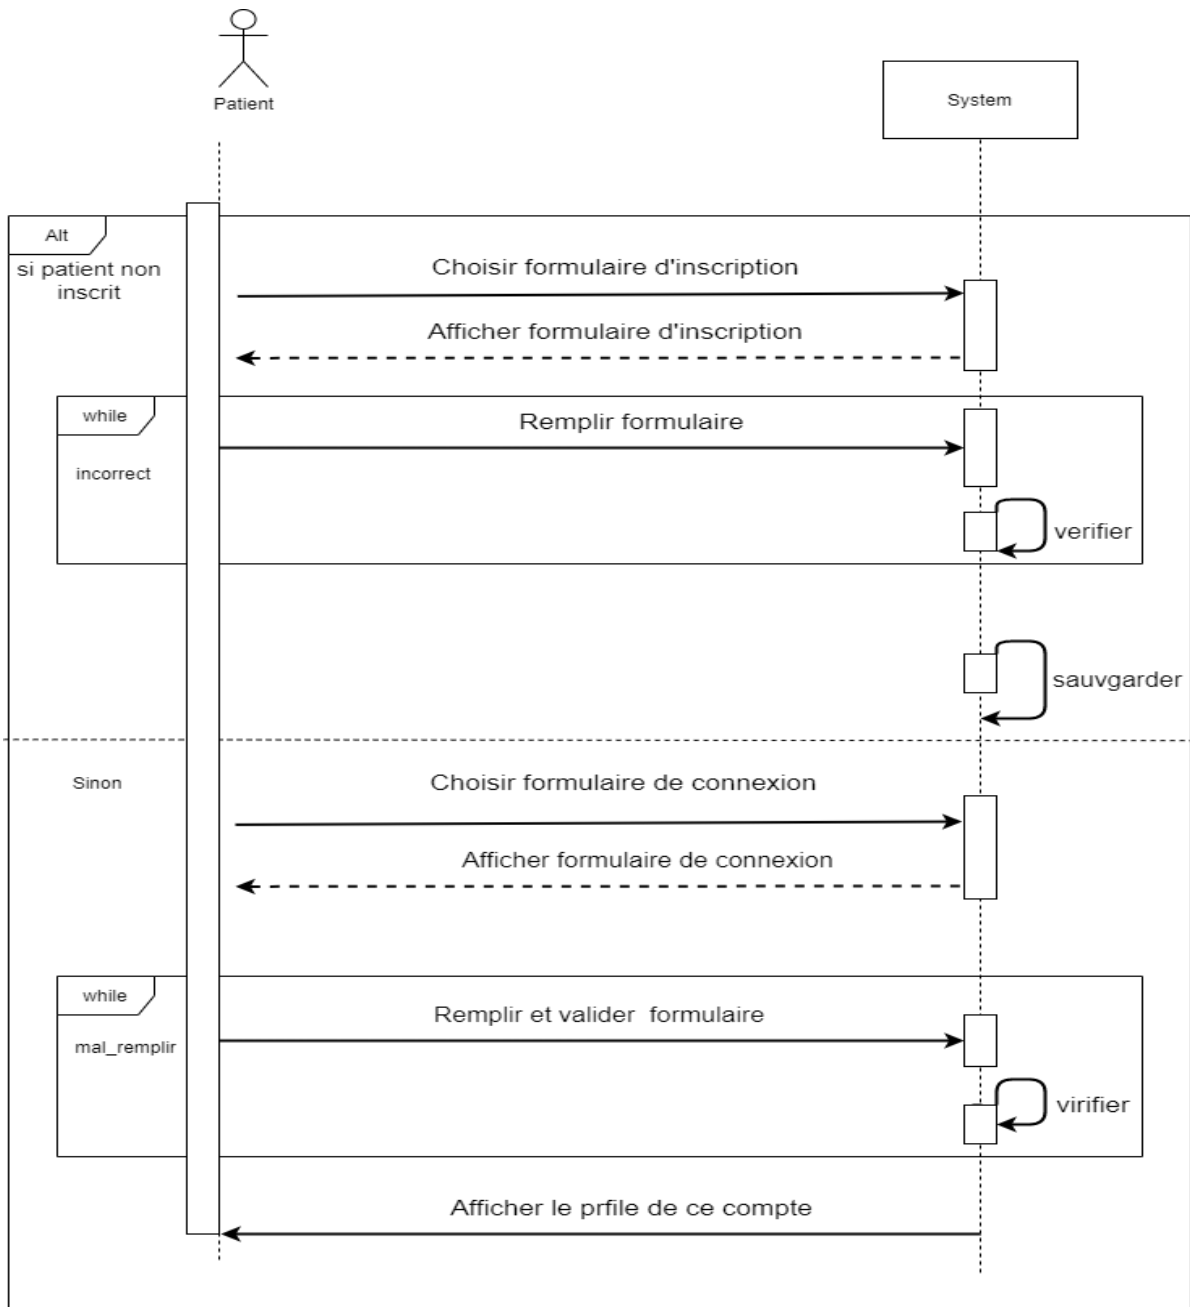 Patient
System
Alt
si patient non
inscrit
Choisir formulaire d'inscription
Afficher formulaire d'inscription
while
Remplir formulaire
incorrect
verifier
sauvgarder
Sinon
Choisir formulaire de connexion
Afficher formulaire de connexion
while
Remplir et valider formulaire
mal_remplir
virifier
Afficher le prfile de ce compte